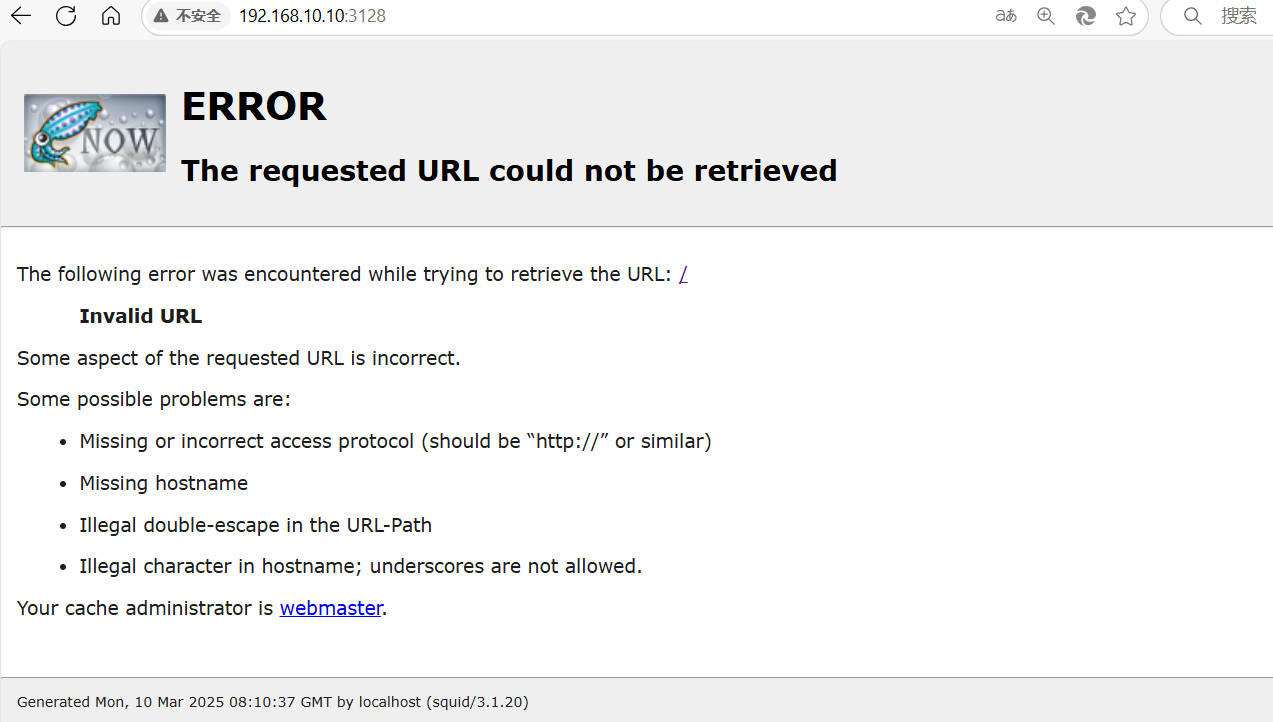 不安全 192.168.10.10:3128 aあ 搜索
NOW
ERROR
The requested URL could not be retrieved
The following error was encountered while trying to retrieve the URL: /
Invalid URL
Some aspect of the requested URL is incorrect.
Some possible problems are:
• Missing or incorrect access protocol (should be “http://” or similar)
• Missing hostname
• Illegal double-escape in the URL-Path
• Illegal character in hostname; underscores are not allowed.
Your cache administrator is webmaster.
Generated Mon, 10 Mar 2025 08:10:37 GMT by localhost (squid/3.1.20)